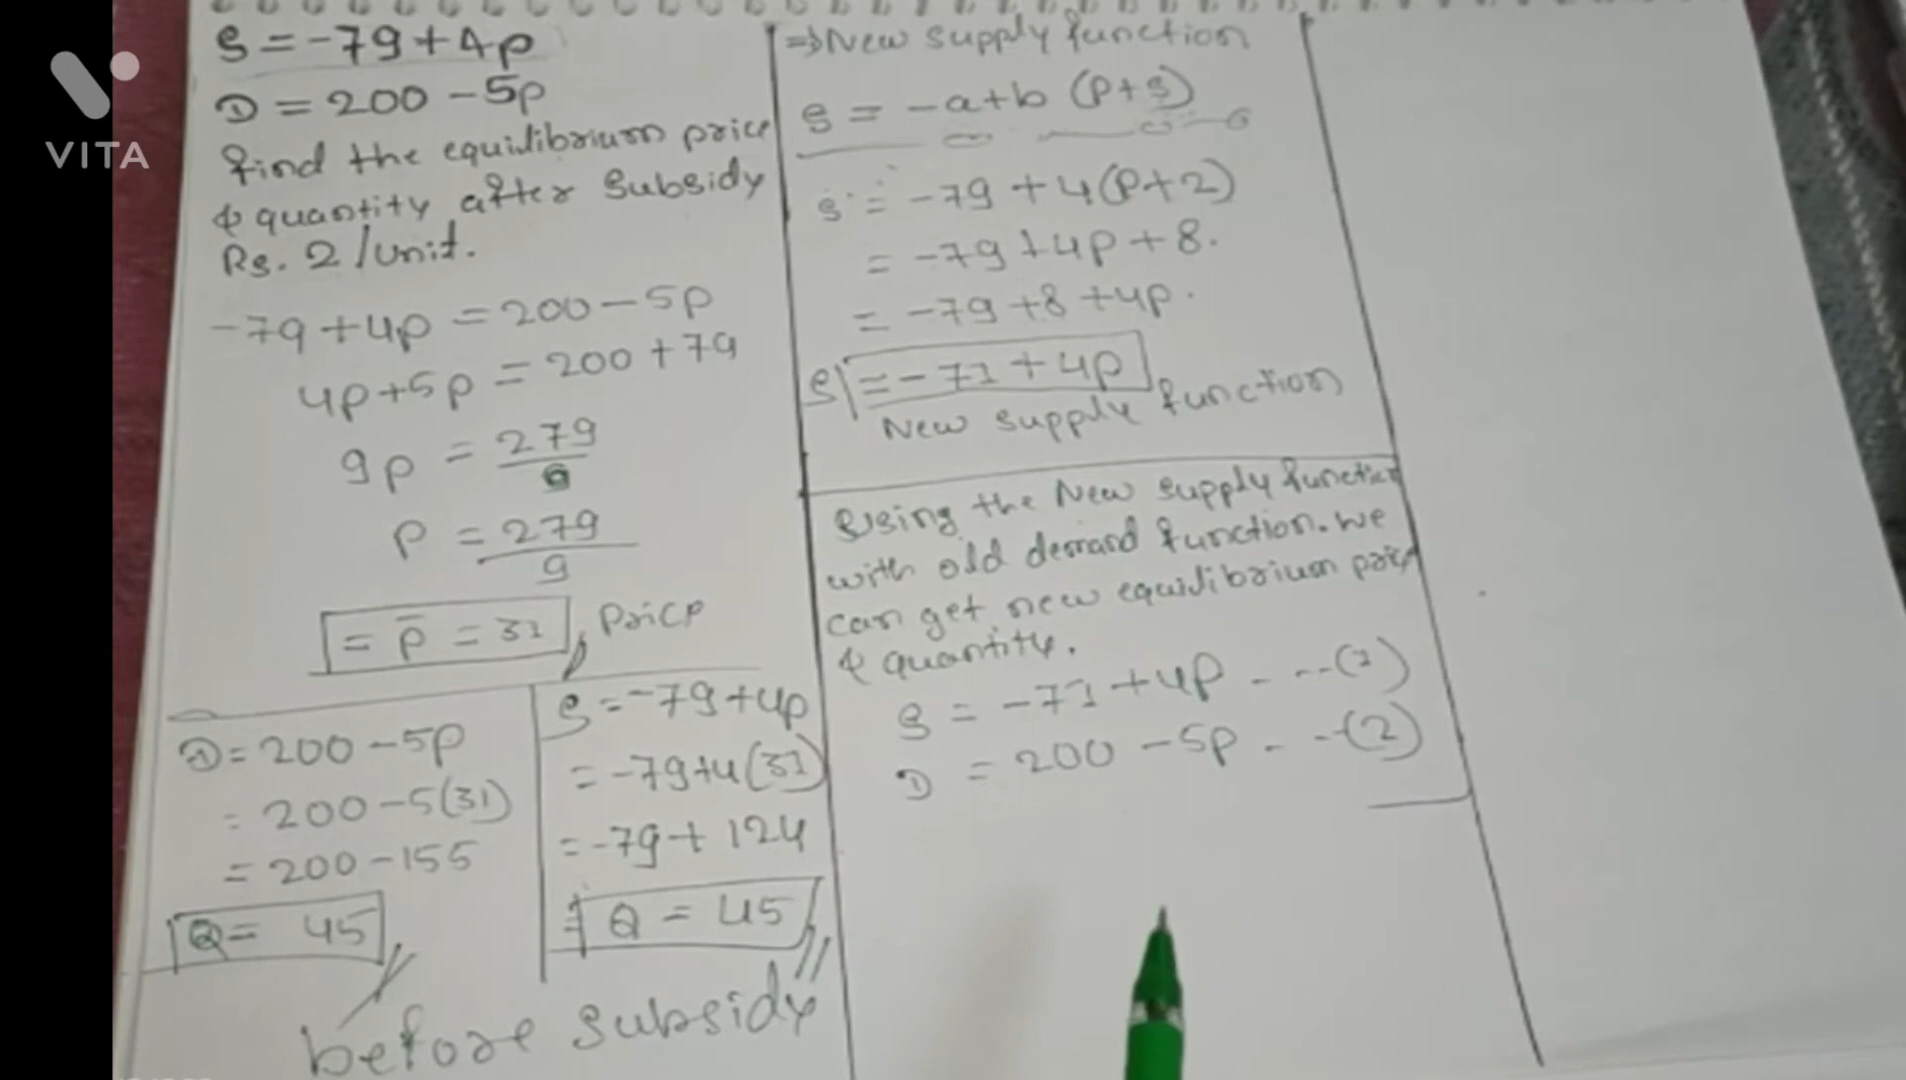 VITA
S = -79 + 4p
D = 200 - 5p
find the equilibrium price
& quantity after Subsidy
Rs. 2 / Unit.
-79 + 4p = 200 - 5p
4p + 5p = 200 + 79
9p = 279/9
P = 279/9
= p̄ = 31, Price
D = 200 - 5p
= 200 - 5(31)
= 200 - 155
Q = 45
S = -79 + 4p
= -79 + 4(31)
= -79 + 124
= Q = 45
before subsidy
⇒ New supply function
S = -a + b (P + s)
S = -79 + 4(P + 2)
= -79 + 4p + 8.
= -79 + 8 + 4p.
S = -71 + 4p
New supply function
Using the New supply function
with old demand function. We
can get new equilibrium price
& quantity.
S = -71 + 4P - - - (1)
D = 200 - 5p - - - (2)